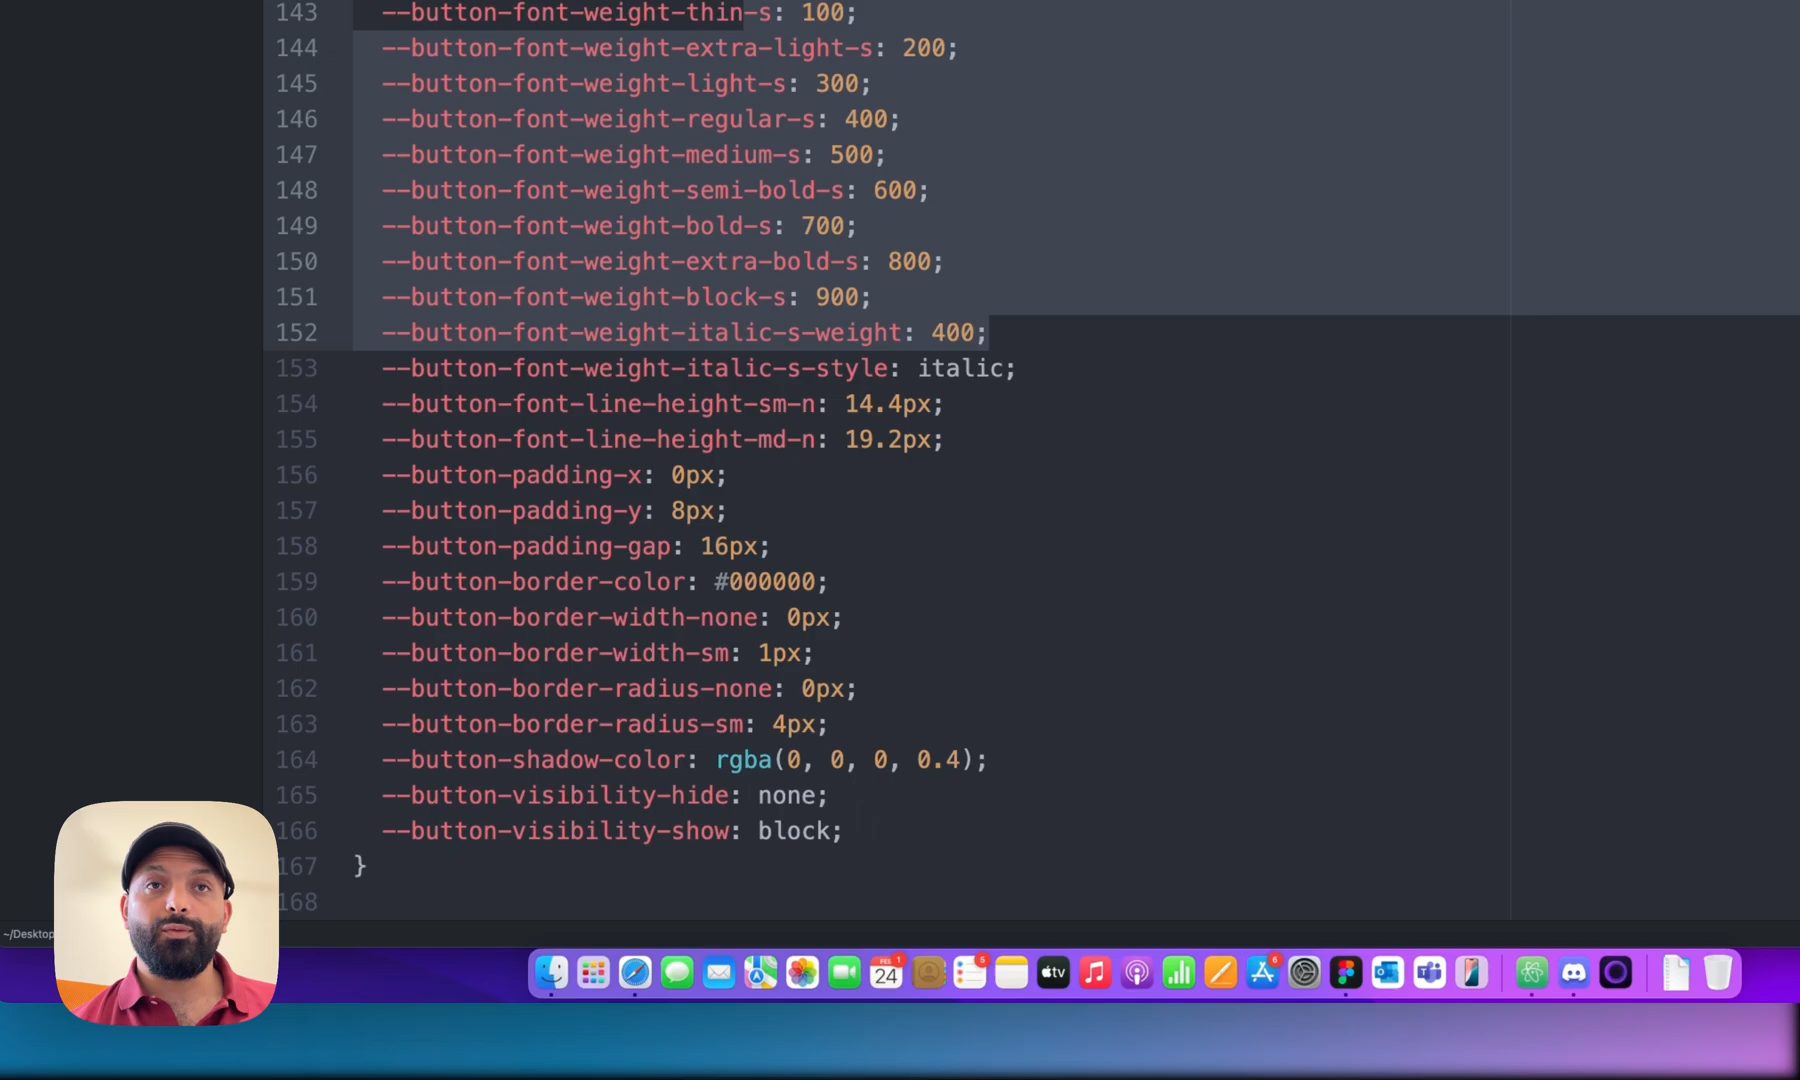 143 --button-font-weight-thin-s: 100;
144 --button-font-weight-extra-light-s: 200;
145 --button-font-weight-light-s: 300;
146 --button-font-weight-regular-s: 400;
147 --button-font-weight-medium-s: 500;
148 --button-font-weight-semi-bold-s: 600;
149 --button-font-weight-bold-s: 700;
150 --button-font-weight-extra-bold-s: 800;
151 --button-font-weight-block-s: 900;
152 --button-font-weight-italic-s-weight: 400;
153 --button-font-weight-italic-s-style: italic;
154 --button-font-line-height-sm-n: 14.4px;
155 --button-font-line-height-md-n: 19.2px;
156 --button-padding-x: 0px;
157 --button-padding-y: 8px;
158 --button-padding-gap: 16px;
159 --button-border-color: #000000;
160 --button-border-width-none: 0px;
161 --button-border-width-sm: 1px;
162 --button-border-radius-none: 0px;
163 --button-border-radius-sm: 4px;
164 --button-shadow-color: rgba(0, 0, 0, 0.4);
165 --button-visibility-hide: none;
166 --button-visibility-show: block;
167 }
168
~/Desktop
FEB 1 5 6
24 tv